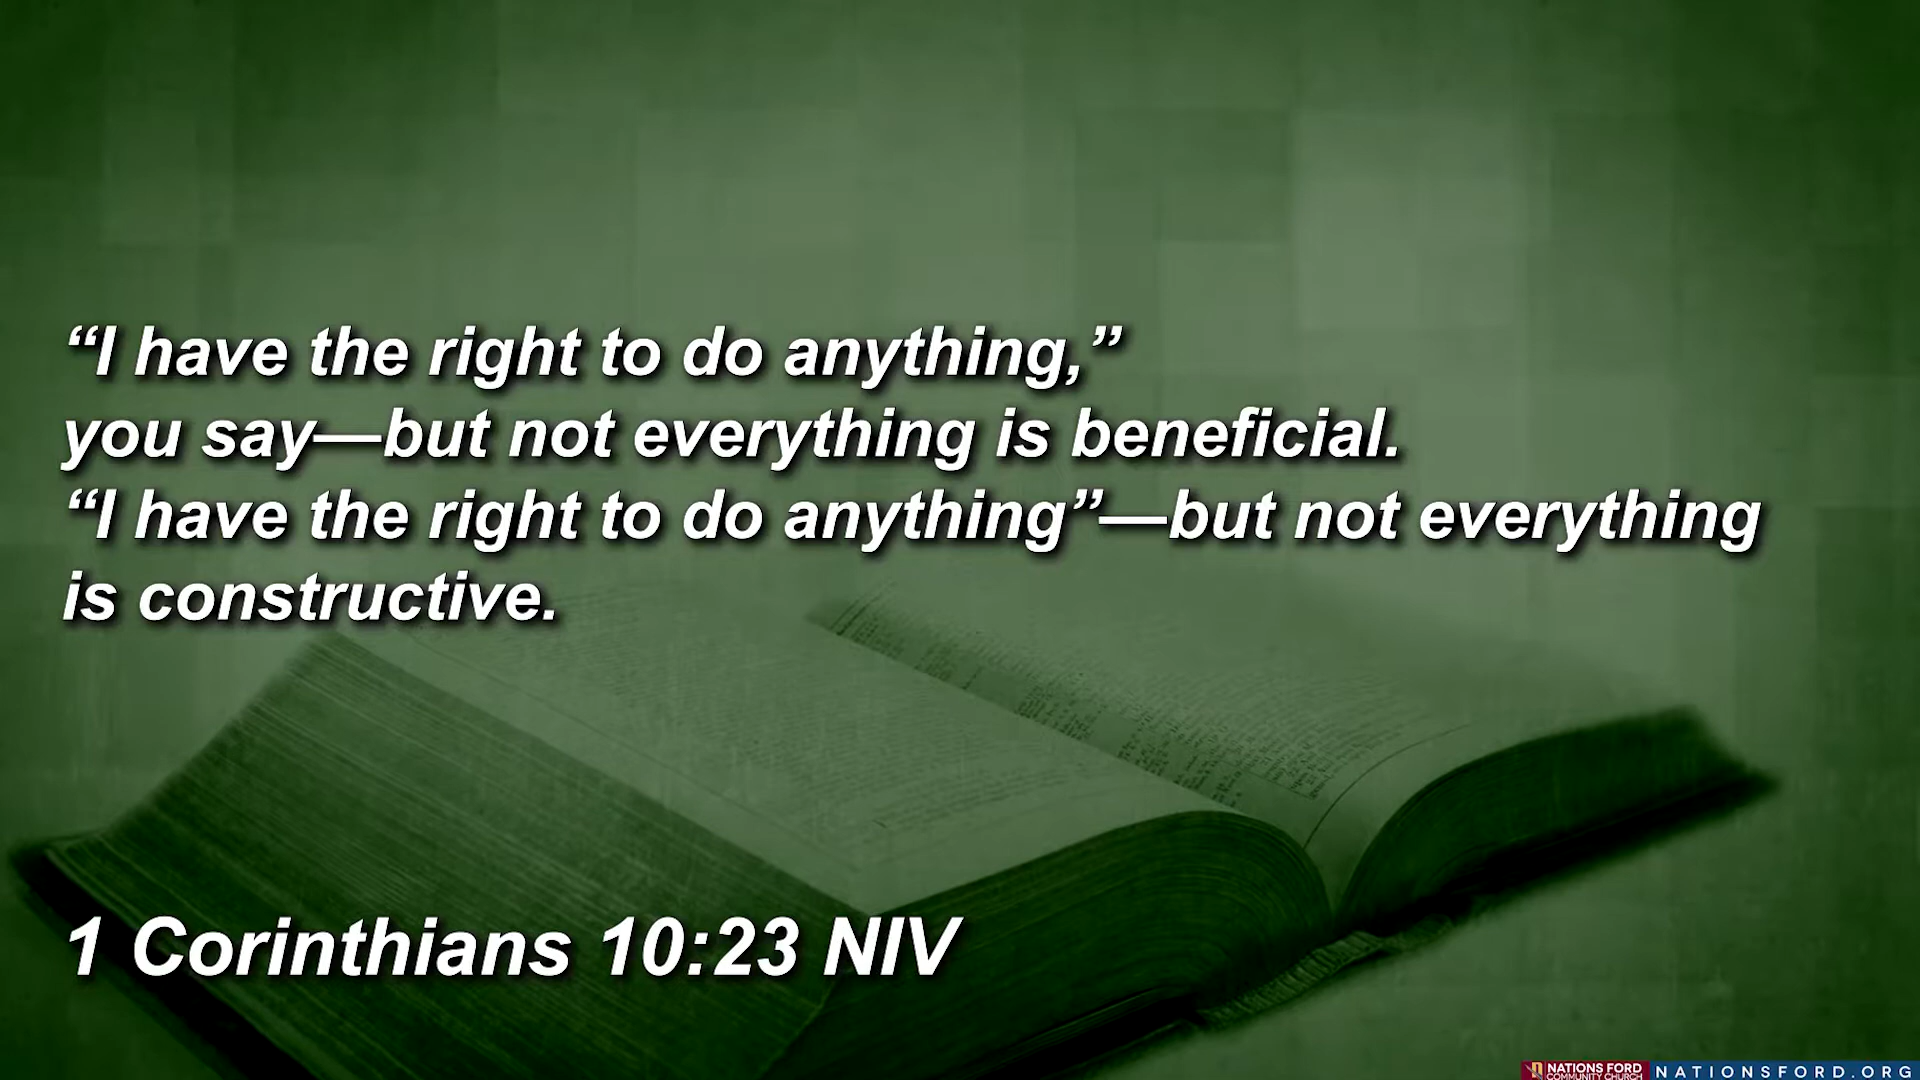 “I have the right to do anything,”
you say—but not everything is beneficial.
“I have the right to do anything”—but not everything
is constructive.
1 Corinthians 10:23 NIV
NATIONS FORD
COMMUNITY CHURCH
NATIONSFORD.ORG